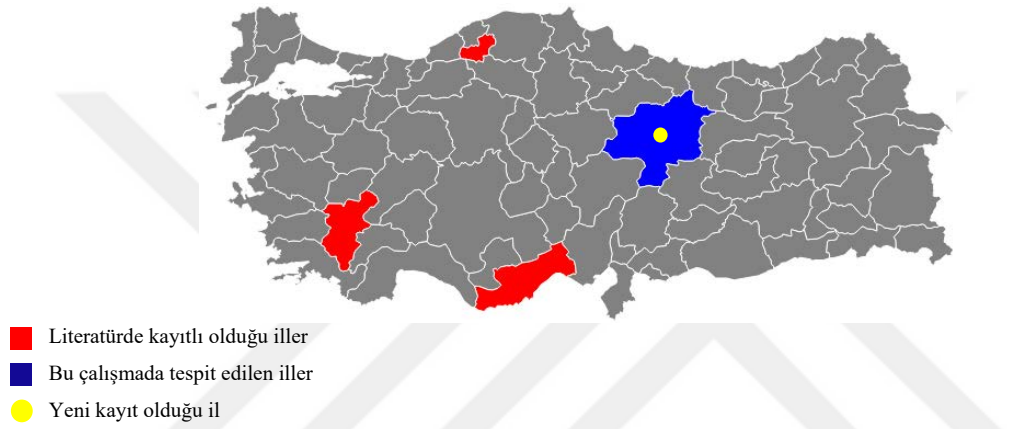 Literatürde kayıtlı olduğu iller
Bu çalışmada tespit edilen iller
Yeni kayıt olduğu il